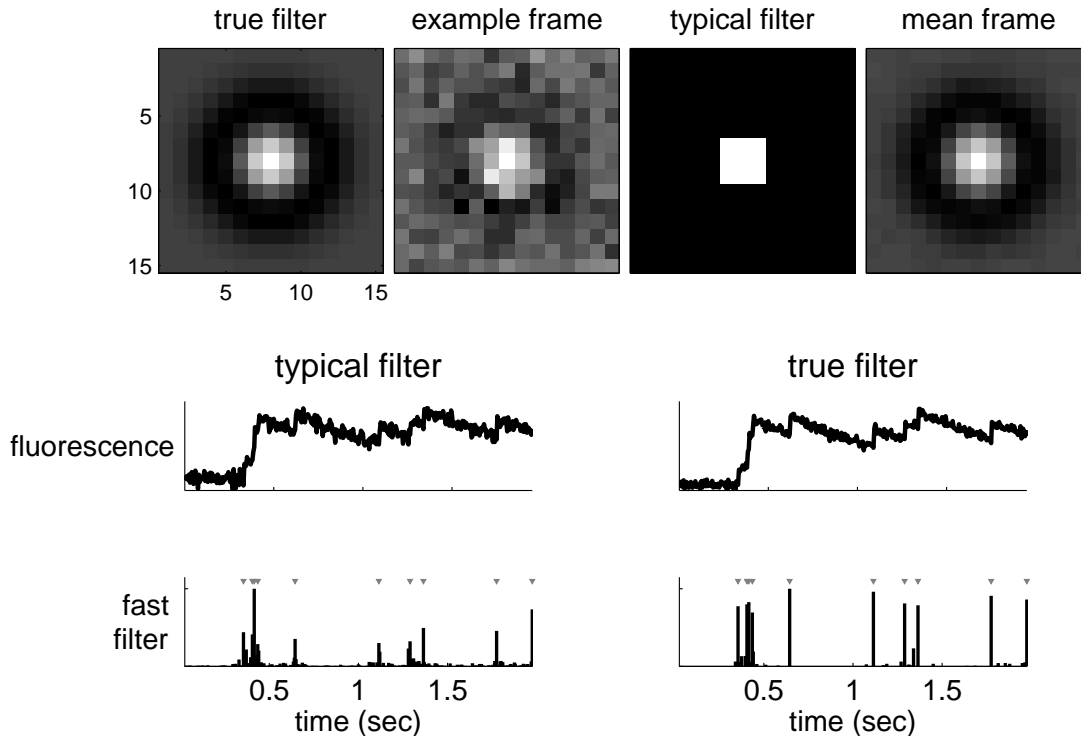 true filter
example frame
typical filter
mean frame
5
10
15
5
10
15
typical filter
true filter
fluorescence
fast
filter
0.5
1
1.5
time (sec)
0.5
1
1.5
time (sec)